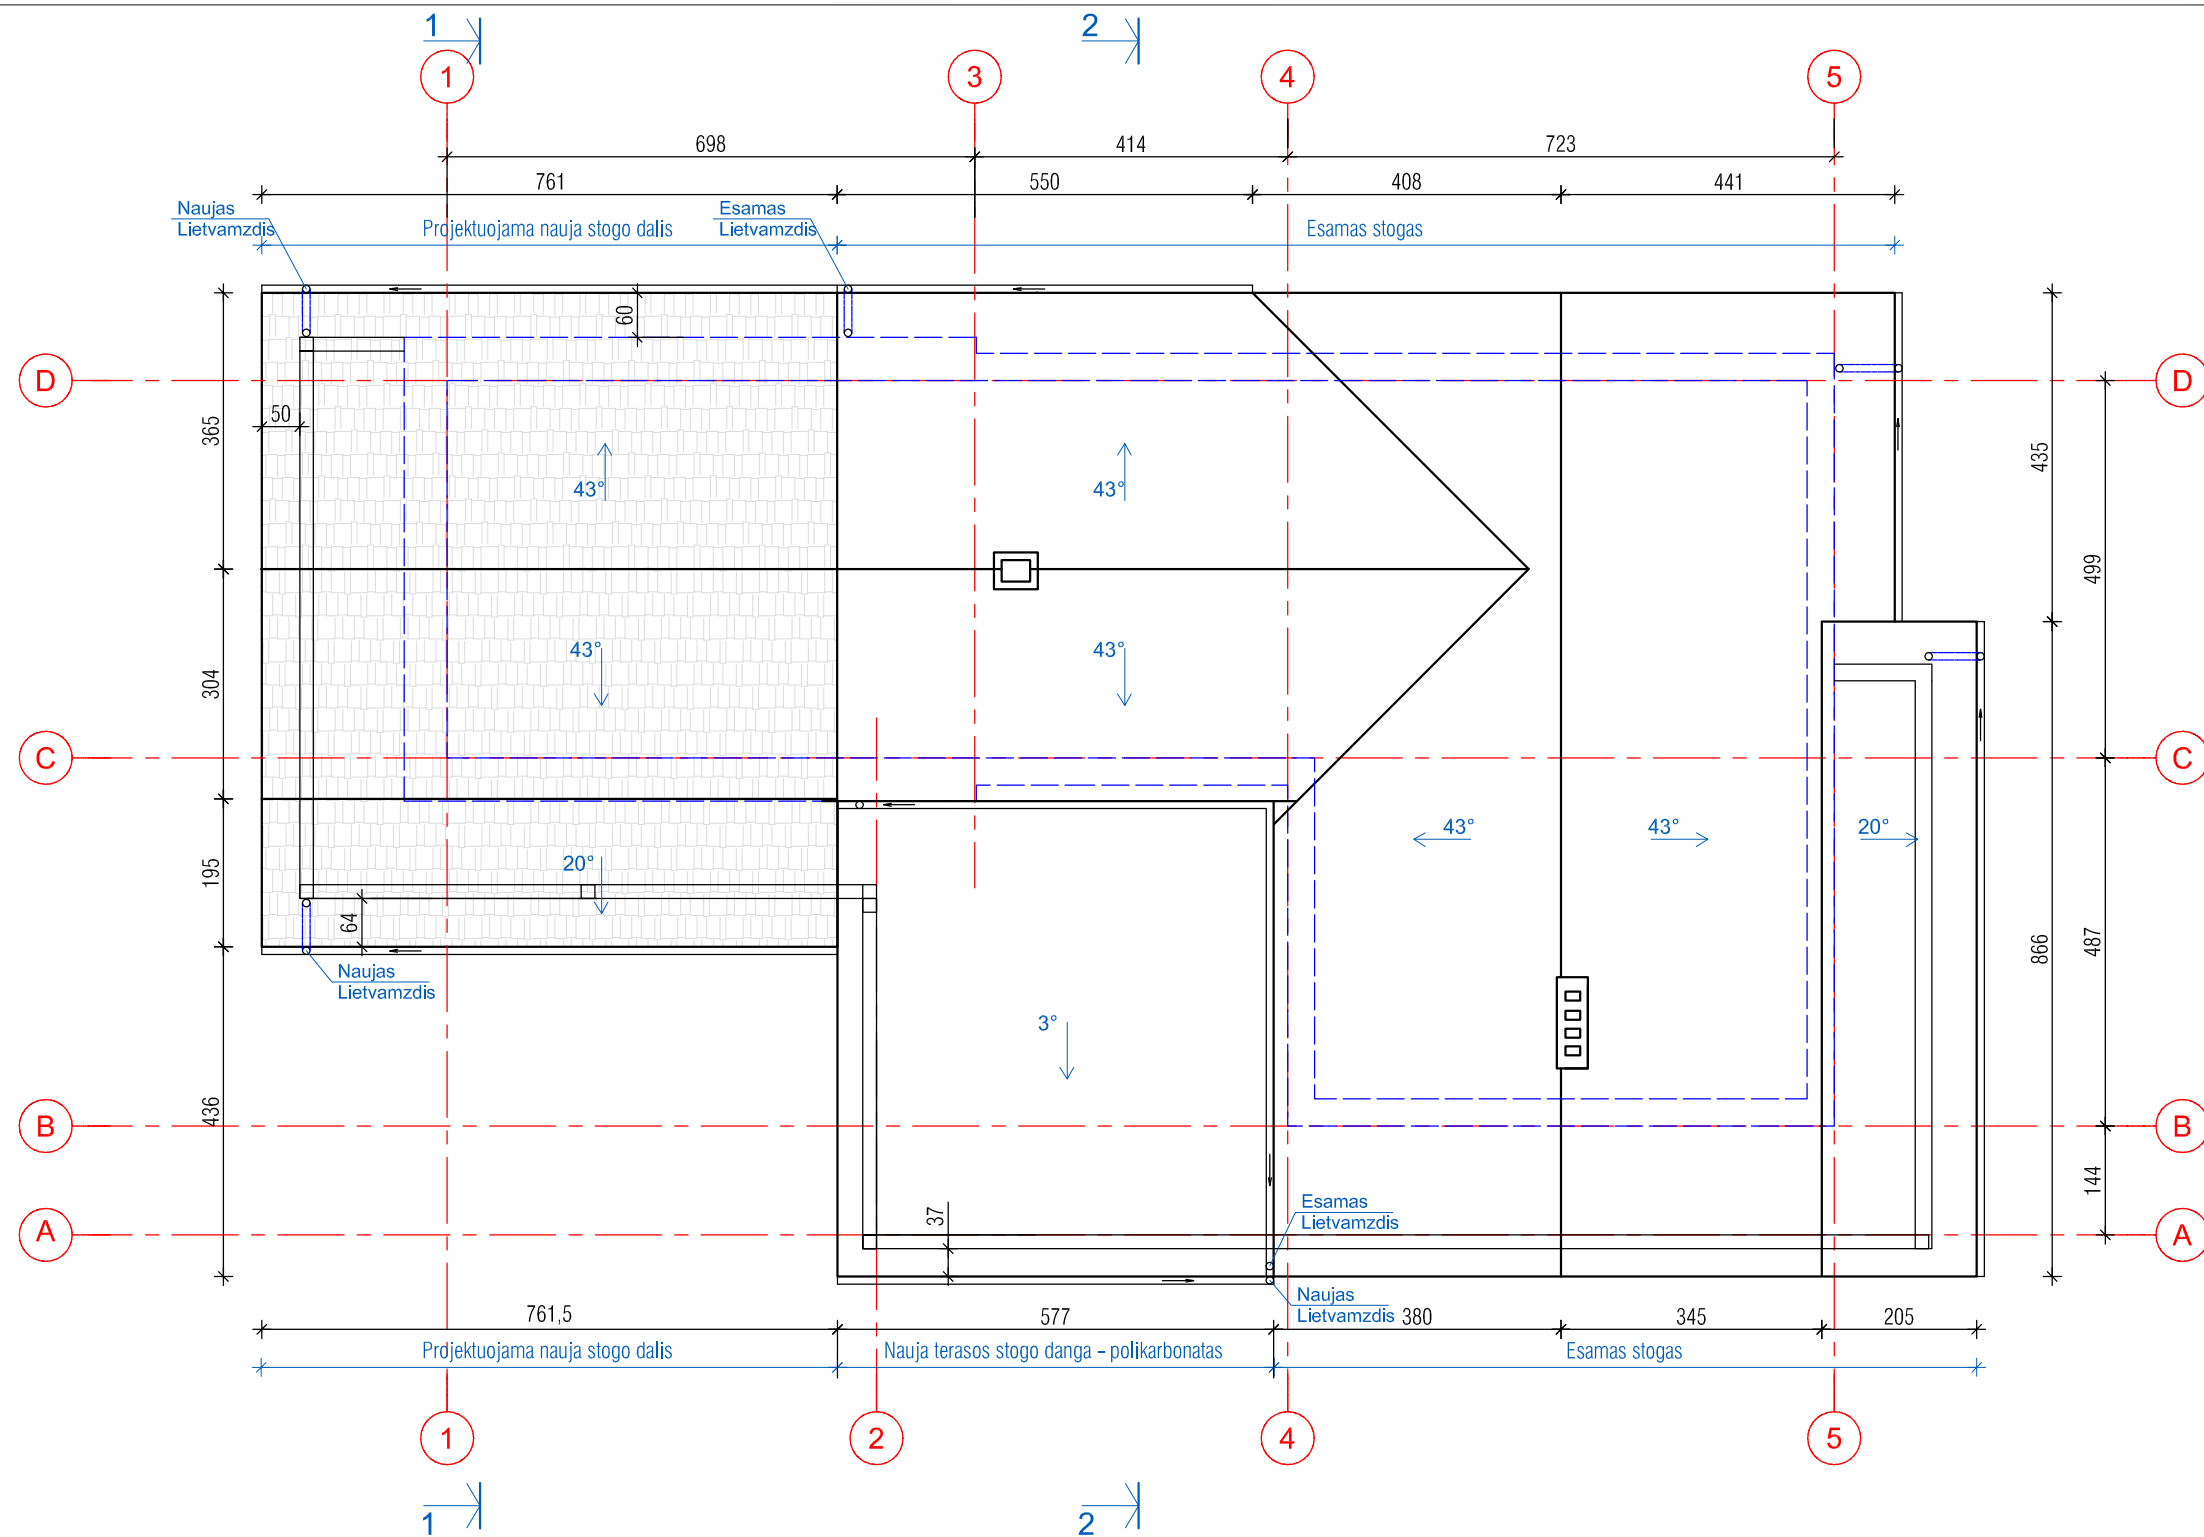 1
2
1
3
4
5
698
414
723
761
550
408
441
Naujas
Lietvamzdis
Projektuojama nauja stogo dalis
Esamas
Lietvamzdis
Esamas stogas
60
D
D
50
365
43°
43°
435
499
43°
43°
304
C
C
195
20°
43°
43°
20°
64
Naujas
Lietvamzdis
866
487
3°
436
B
B
144
37
Esamas
Lietvamzdis
A
A
Naujas
Lietvamzdis
761,5
577
380
345
205
Projektuojama nauja stogo dalis
Nauja terasos stogo danga - polikarbonatas
Esamas stogas
1
2
4
5
1
2